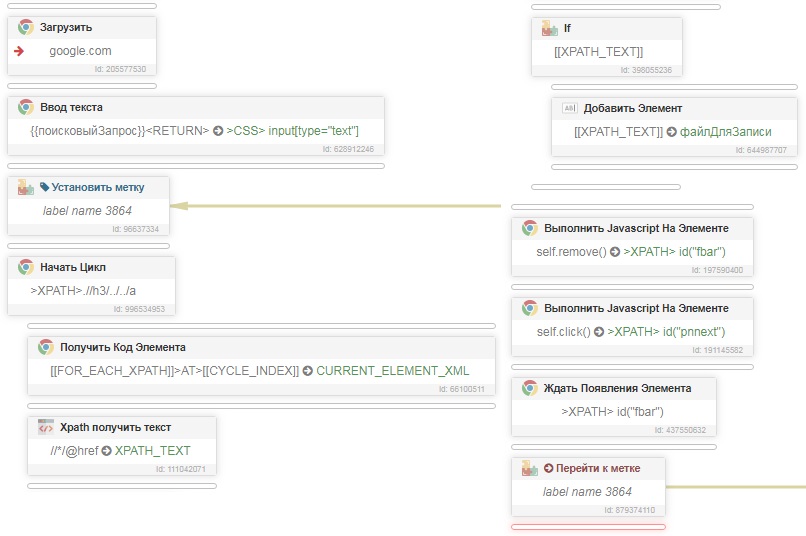 Загрузить
google.com
Id: 205577530
Ввод текста
{{поисковыйЗапрос}}<RETURN> >CSS> input[type="text"]
Id: 628912246
Установить метку
label name 3864
Id: 96637334
Начать Цикл
>XPATH>.//h3/../../a
Id: 996534953
Получить Код Элемента
[[FOR_EACH_XPATH]]>AT>[[CYCLE_INDEX]] CURRENT_ELEMENT_XML
Id: 66100511
Xpath получить текст
//*/@href XPATH_TEXT
Id: 111042071
If
[[XPATH_TEXT]]
Id: 398055236
Добавить Элемент
[[XPATH_TEXT]] файлДляЗаписи
Id: 644987707
Выполнить Javascript На Элементе
self.remove() >XPATH> id("fbar")
Id: 197590400
Выполнить Javascript На Элементе
self.click() >XPATH> id("pnnext")
Id: 191145582
Ждать Появления Элемента
>XPATH> id("fbar")
Id: 437550632
Перейти к метке
label name 3864
Id: 879374110